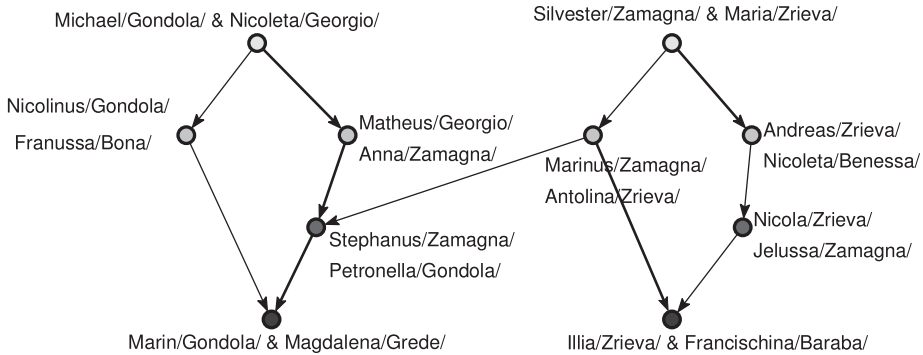 Michael/Gondola/ & Nicoleta/Georgio/
Silvester/Zamagna/ & Maria/Zrieva/
Nicolinus/Gondola/
Franussa/Bona/
Matheus/Georgio/
Anna/Zamagna/
Marinus/Zamagna/
Antolina/Zrieva/
Andreas/Zrieva/
Nicoleta/Benessa/
Stephanus/Zamagna/
Petronella/Gondola/
Nicola/Zrieva/
Jelussa/Zamagna/
Marin/Gondola/ & Magdalena/Grede/
Illia/Zrieva/ & Francischina/Baraba/